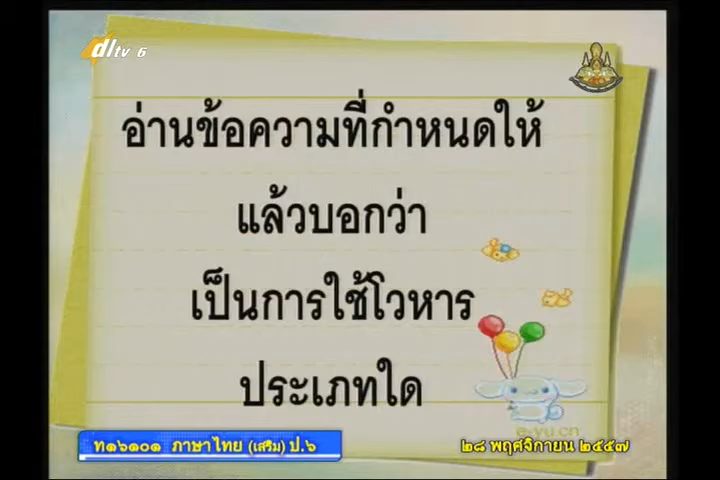 dltv 6
อ่านข้อความที่กำหนดให้
แล้วบอกว่า
เป็นการใช้โวหาร
ประเภทใด
e-yu.cn
ท๑๖๑๐๑ ภาษาไทย (เสริม) ป.๖
๒๘ พฤศจิกายน ๒๕๕๗